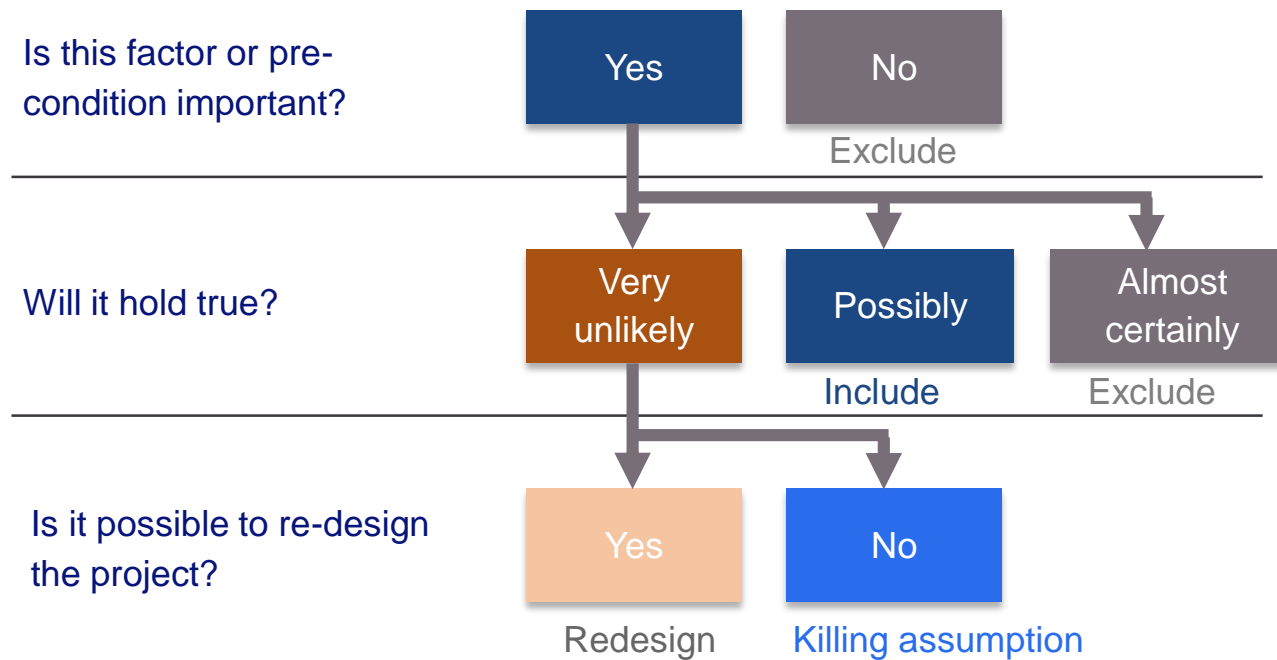 Is this factor or pre-
condition important?
Yes
No
Exclude
Will it hold true?
Very
unlikely
Possibly
Almost
certainly
Include
Exclude
Is it possible to re-design
the project?
Yes
No
Redesign
Killing assumption